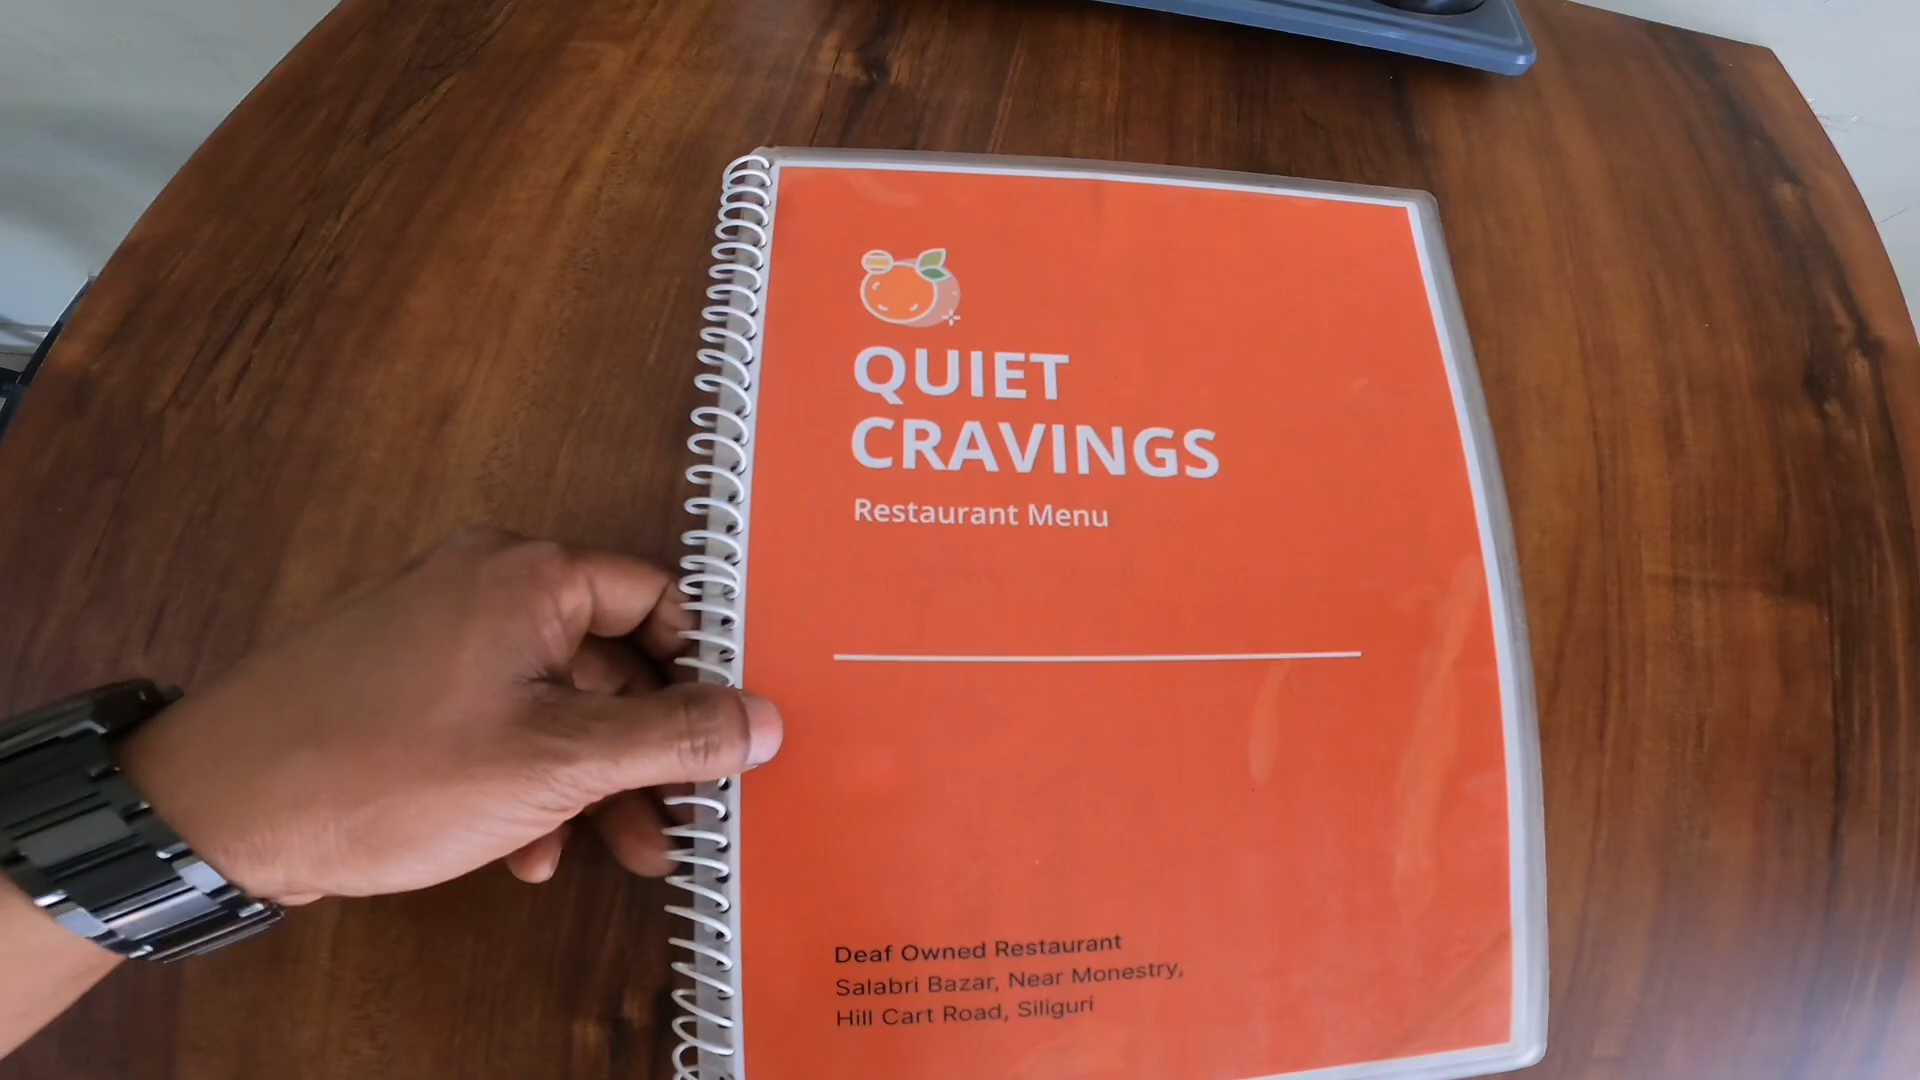 QUIET
CRAVINGS
Restaurant Menu
Deaf Owned Restaurant
Salabri Bazar, Near Monestry,
Hill Cart Road, Siliguri